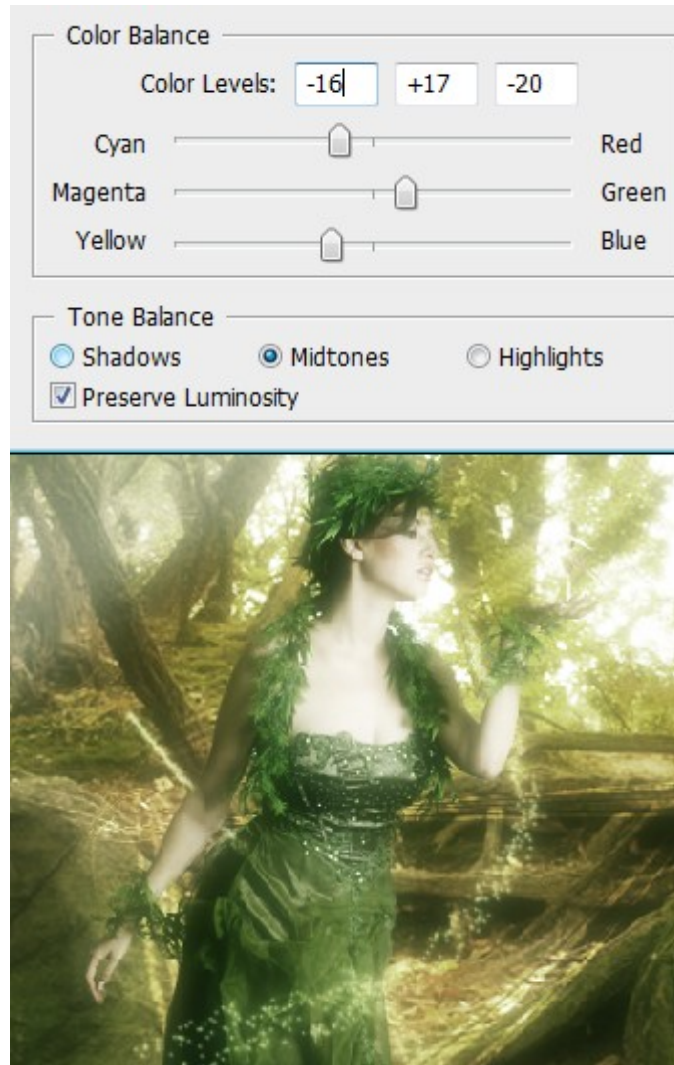 Color Balance
Color Levels: -16 +17 -20
Cyan Red
Magenta Green
Yellow Blue
Tone Balance
Shadows Midtones Highlights
Preserve Luminosity